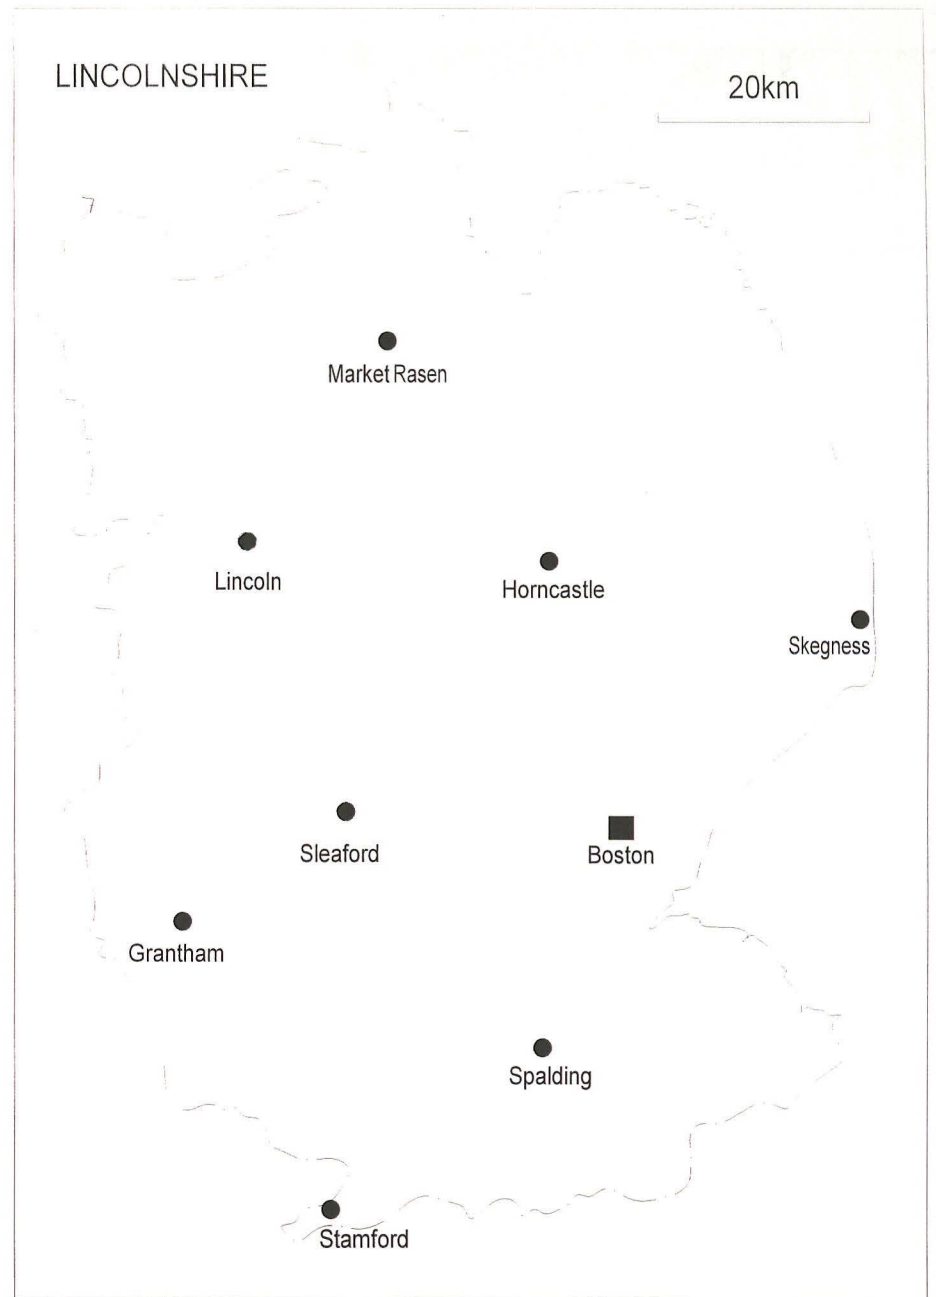 LINCOLNSHIRE
20km
Market Rasen
Lincoln
Horncastle
Skegness
Sleaford
Boston
Grantham
Spalding
Stamford